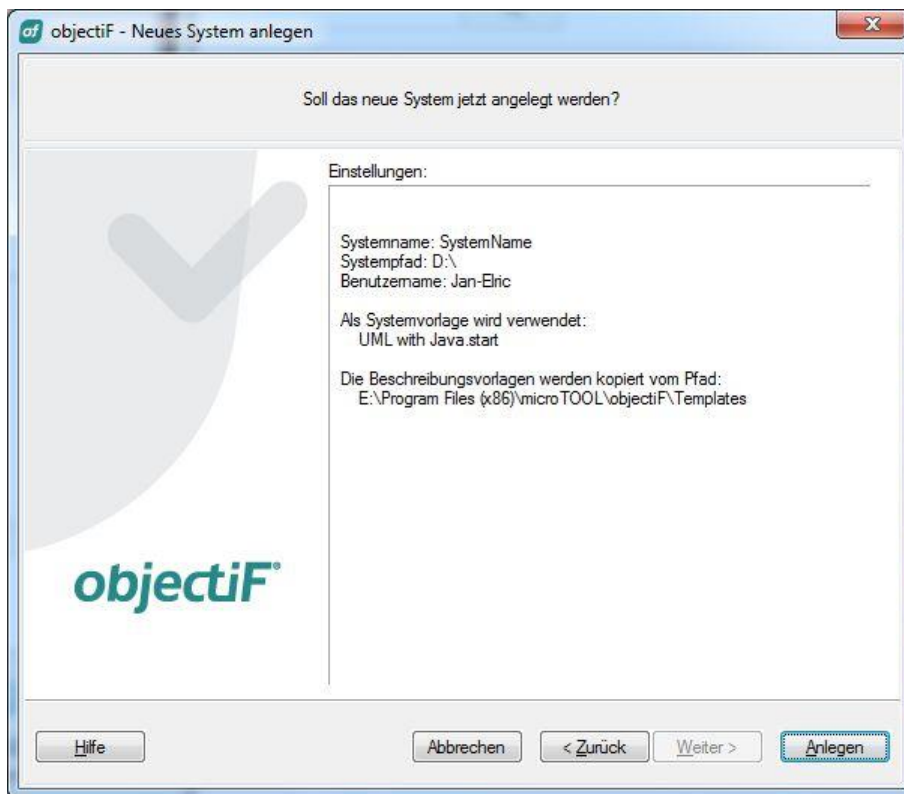 of objectiF - Neues System anlegen
Soll das neue System jetzt angelegt werden?
Einstellungen:
Systemname: SystemName
Systempfad: D:\
Benutzername: Jan-Elric
Als Systemvorlage wird verwendet:
UML with Java.start
Die Beschreibungsvorlagen werden kopiert vom Pfad:
E:\Program Files (x86)\microTOOL\objectiF\Templates
objectiF®
Hilfe
Abbrechen
< Zurück
Weiter >
Anlegen